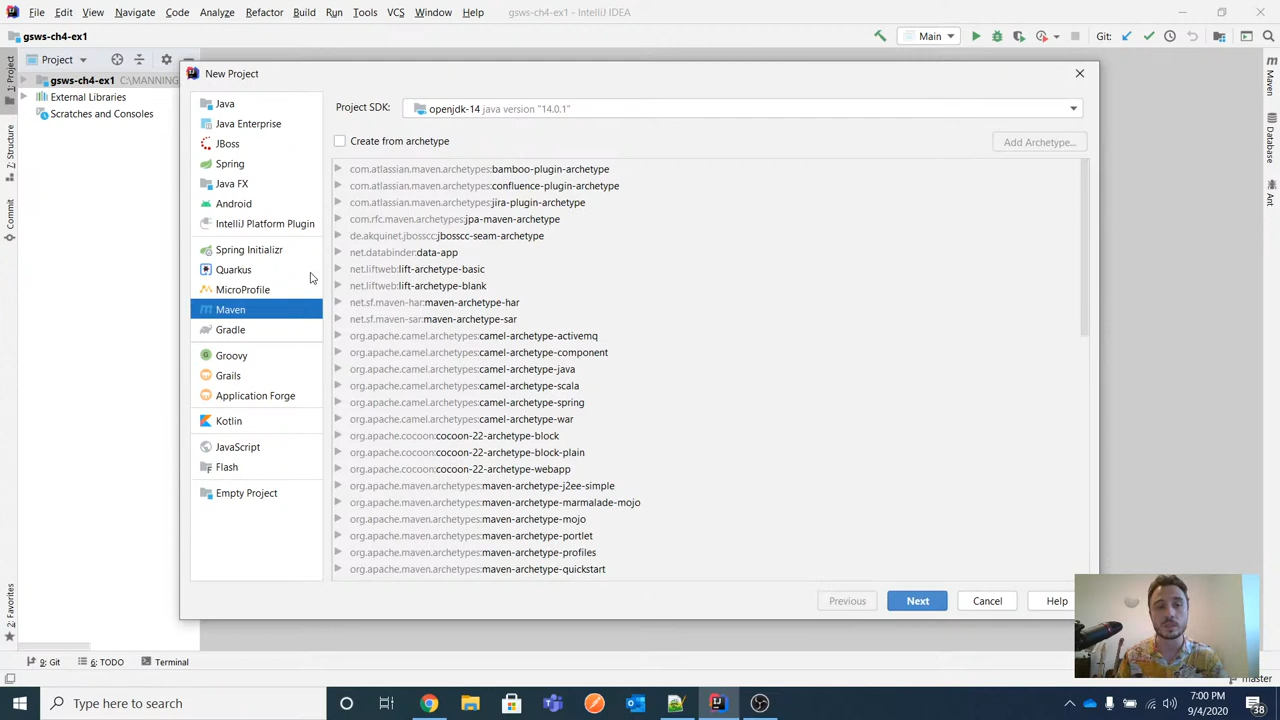 File Edit View Navigate Code Analyze Refactor Build Run Tools VCS Window Help gsws-ch4-ex1 - IntelliJ IDEA
gsws-ch4-ex1 Main Git:
Project
gsws-ch4-ex1 C:\MANNING
External Libraries
Scratches and Consoles
1: Project
7: Structure
Commit
2: Favorites
Maven
Database
Ant
New Project
Java
Java Enterprise
JBoss
Spring
Java FX
Android
IntelliJ Platform Plugin
Spring Initializr
Quarkus
MicroProfile
Maven
Gradle
Groovy
Grails
Application Forge
Kotlin
JavaScript
Flash
Empty Project
Project SDK: openjdk-14 java version "14.0.1"
Create from archetype Add Archetype...
com.atlassian.maven.archetypes:bamboo-plugin-archetype
com.atlassian.maven.archetypes:confluence-plugin-archetype
com.atlassian.maven.archetypes:jira-plugin-archetype
com.rfc.maven.archetypes:jpa-maven-archetype
de.akquinet.jbosscc:jbosscc-seam-archetype
net.databinder:data-app
net.liftweb:lift-archetype-basic
net.liftweb:lift-archetype-blank
net.sf.maven-har:maven-archetype-har
net.sf.maven-sar:maven-archetype-sar
org.apache.camel.archetypes:camel-archetype-activemq
org.apache.camel.archetypes:camel-archetype-component
org.apache.camel.archetypes:camel-archetype-java
org.apache.camel.archetypes:camel-archetype-scala
org.apache.camel.archetypes:camel-archetype-spring
org.apache.camel.archetypes:camel-archetype-war
org.apache.cocoon:cocoon-22-archetype-block
org.apache.cocoon:cocoon-22-archetype-block-plain
org.apache.cocoon:cocoon-22-archetype-webapp
org.apache.maven.archetypes:maven-archetype-j2ee-simple
org.apache.maven.archetypes:maven-archetype-marmalade-mojo
org.apache.maven.archetypes:maven-archetype-mojo
org.apache.maven.archetypes:maven-archetype-portlet
org.apache.maven.archetypes:maven-archetype-profiles
org.apache.maven.archetypes:maven-archetype-quickstart
Previous Next Cancel Help
9: Git 6: TODO Terminal
master
Type here to search
7:00 PM
9/4/2020
38